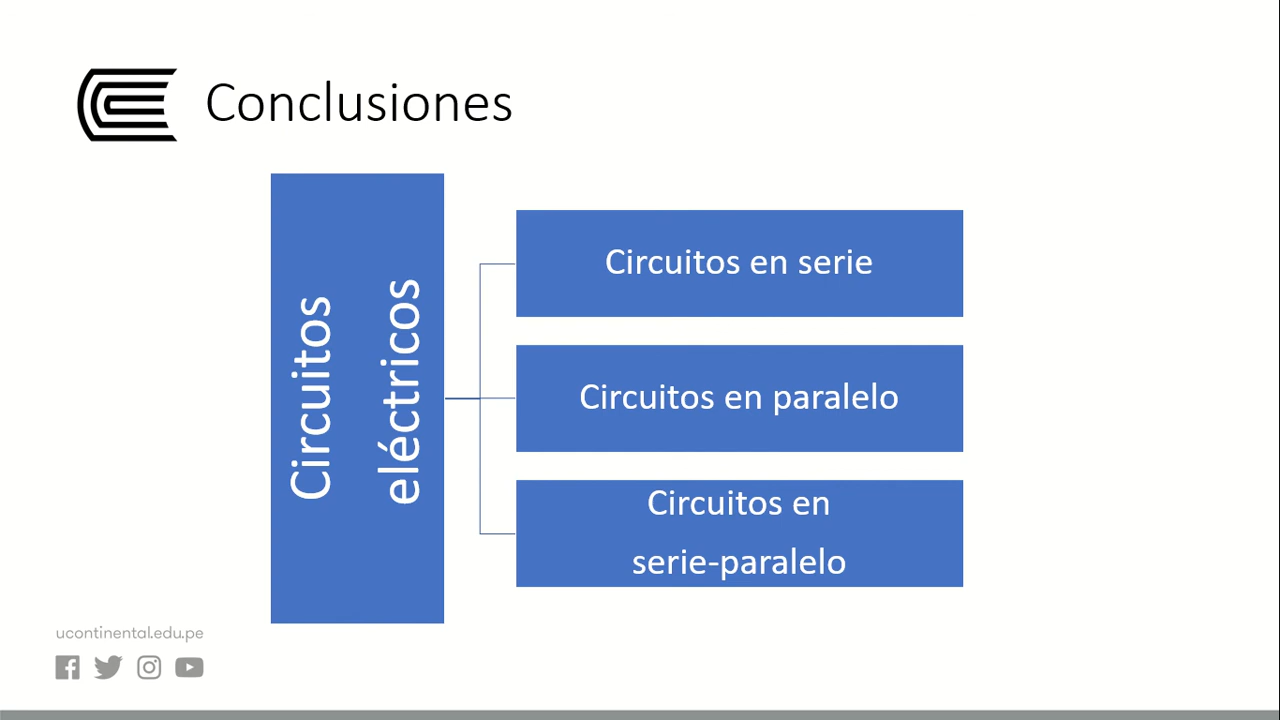 Conclusiones
Circuitos
eléctricos
Circuitos en serie
Circuitos en paralelo
Circuitos en
serie-paralelo
ucontinental.edu.pe